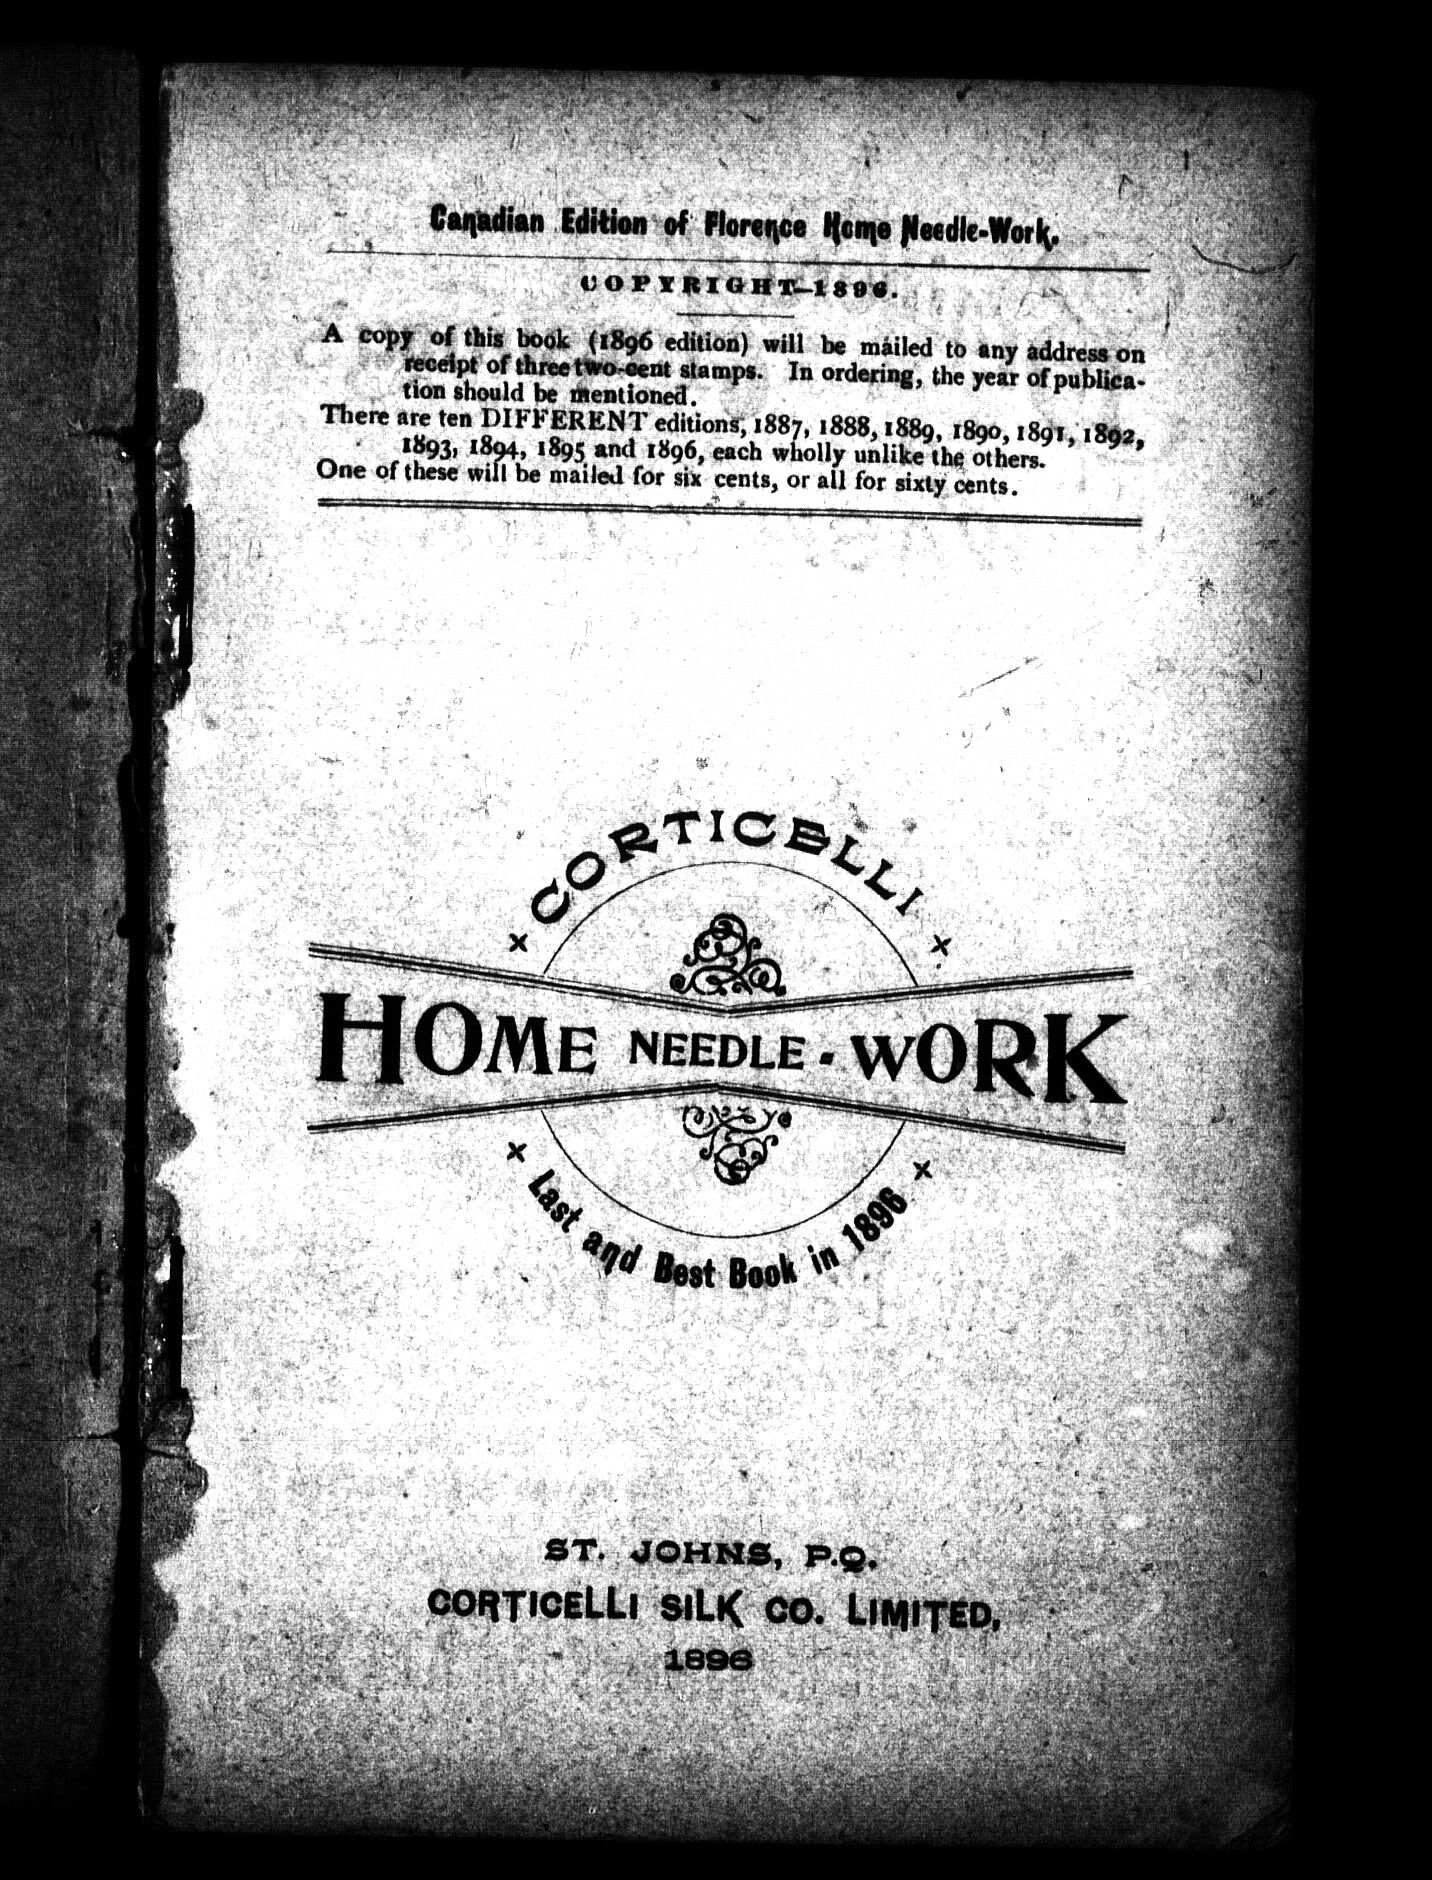 Canadian Edition of Florence Home Needle-Work.
COPYRIGHT—1896.
A copy of this book (1896 edition) will be mailed to any address on
receipt of three two-cent stamps. In ordering, the year of publica-
tion should be mentioned.
There are ten DIFFERENT editions, 1887, 1888, 1889, 1890, 1891, 1892,
1893, 1894, 1895 and 1896, each wholly unlike the others.
One of these will be mailed for six cents, or all for sixty cents.
CORTICELLI
HOME NEEDLE-WORK
Last and Best Book in 1896
ST. JOHNS, P.Q.
CORTICELLI SILK CO. LIMITED,
1896